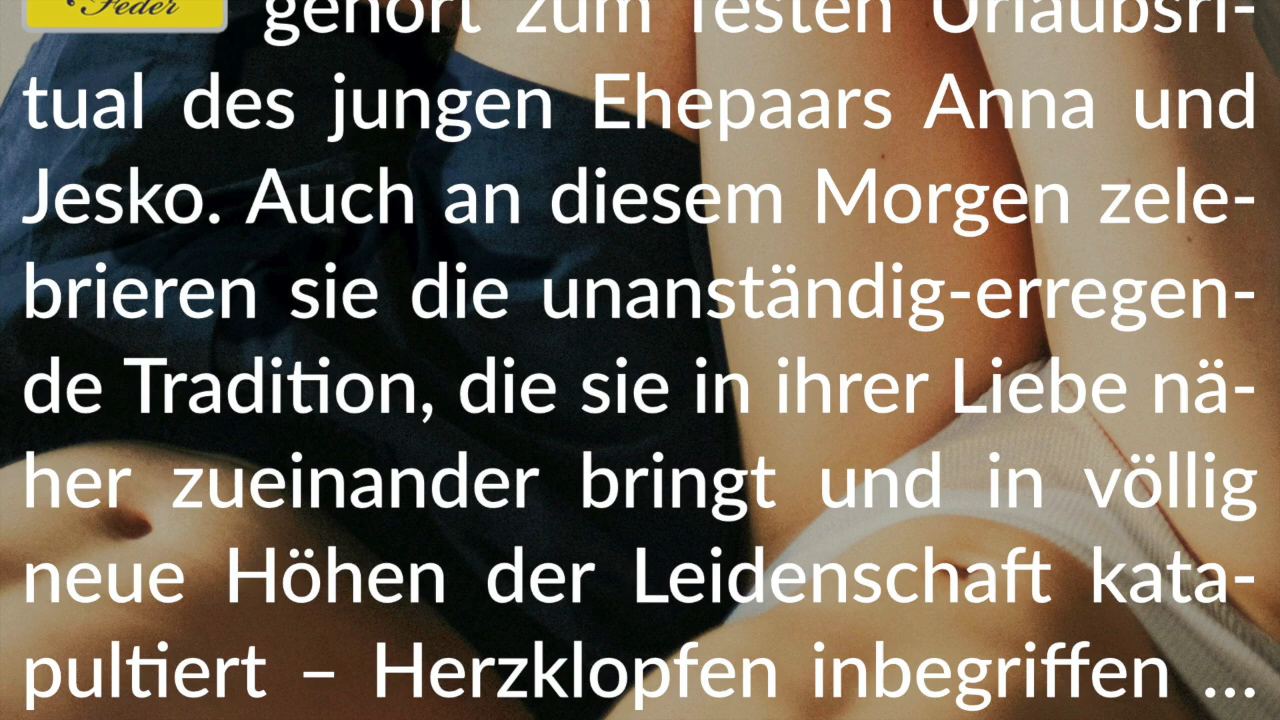 Feder
gehört zum festen Urlaubsri-
tual des jungen Ehepaars Anna und
Jesko. Auch an diesem Morgen zele-
brieren sie die unanständig-erregen-
de Tradition, die sie in ihrer Liebe nä-
her zueinander bringt und in völlig
neue Höhen der Leidenschaft kata-
pultiert – Herzklopfen inbegriffen ...